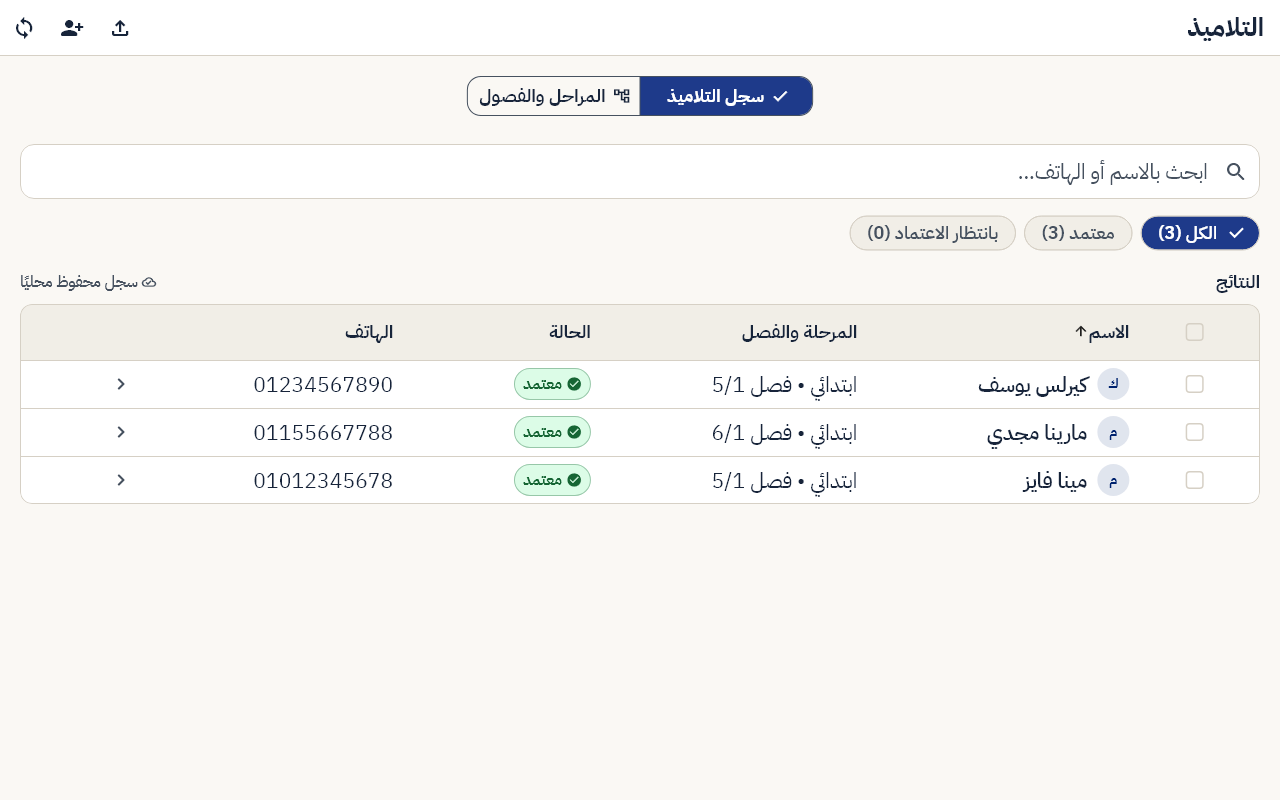 التلاميذ
سجل التلاميذ المراحل والفصول
ابحث بالاسم أو الهاتف...
الكل (3) معتمد (3) بانتظار الاعتماد (0)
النتائج سجل محفوظ محليًا
الاسم المرحلة والفصل الحالة الهاتف
ك كيرلس يوسف ابتدائي • فصل 5/1 معتمد 01234567890
م مارينا مجدي ابتدائي • فصل 6/1 معتمد 01155667788
م مينا فايز ابتدائي • فصل 5/1 معتمد 01012345678